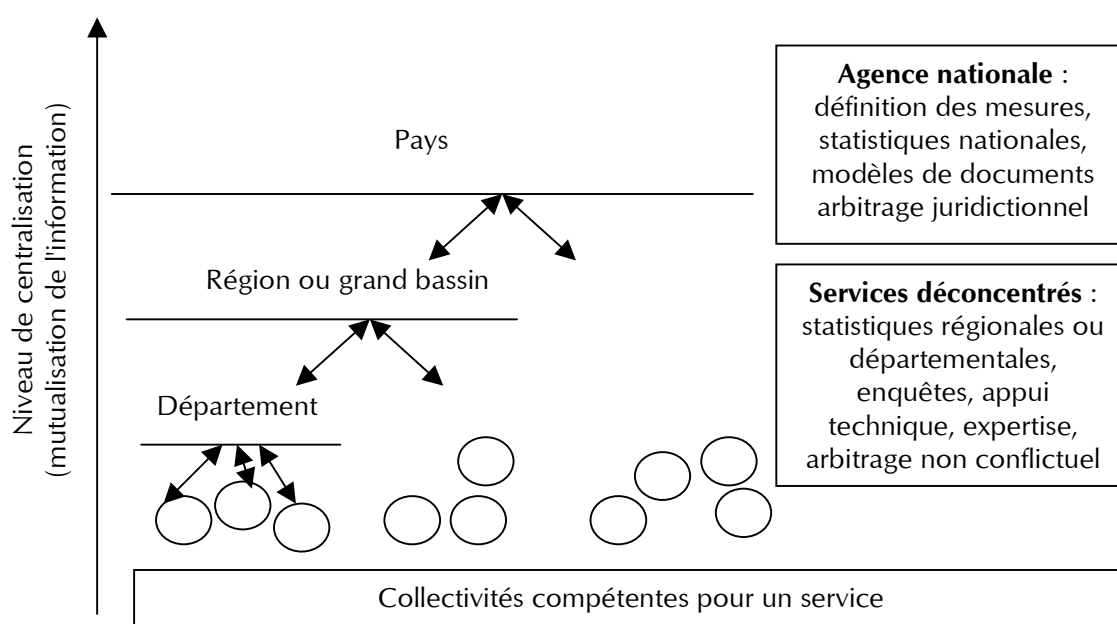 Niveau de centralisation
(mutualisation de l'information)
Pays
Région ou grand bassin
Département
Agence nationale :
définition des mesures,
statistiques nationales,
modèles de documents
arbitrage juridictionnel
Services déconcentrés :
statistiques régionales ou
départementales,
enquêtes, appui
technique, expertise,
arbitrage non conflictuel
Collectivités compétentes pour un service